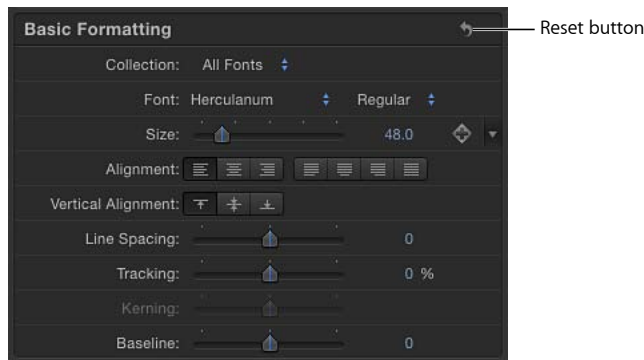 Basic Formatting
Reset button
Collection: All Fonts
Font: Herculanum Regular
Size: 48.0
Alignment:
Vertical Alignment:
Line Spacing: 0
Tracking: 0 %
Kerning:
Baseline: 0